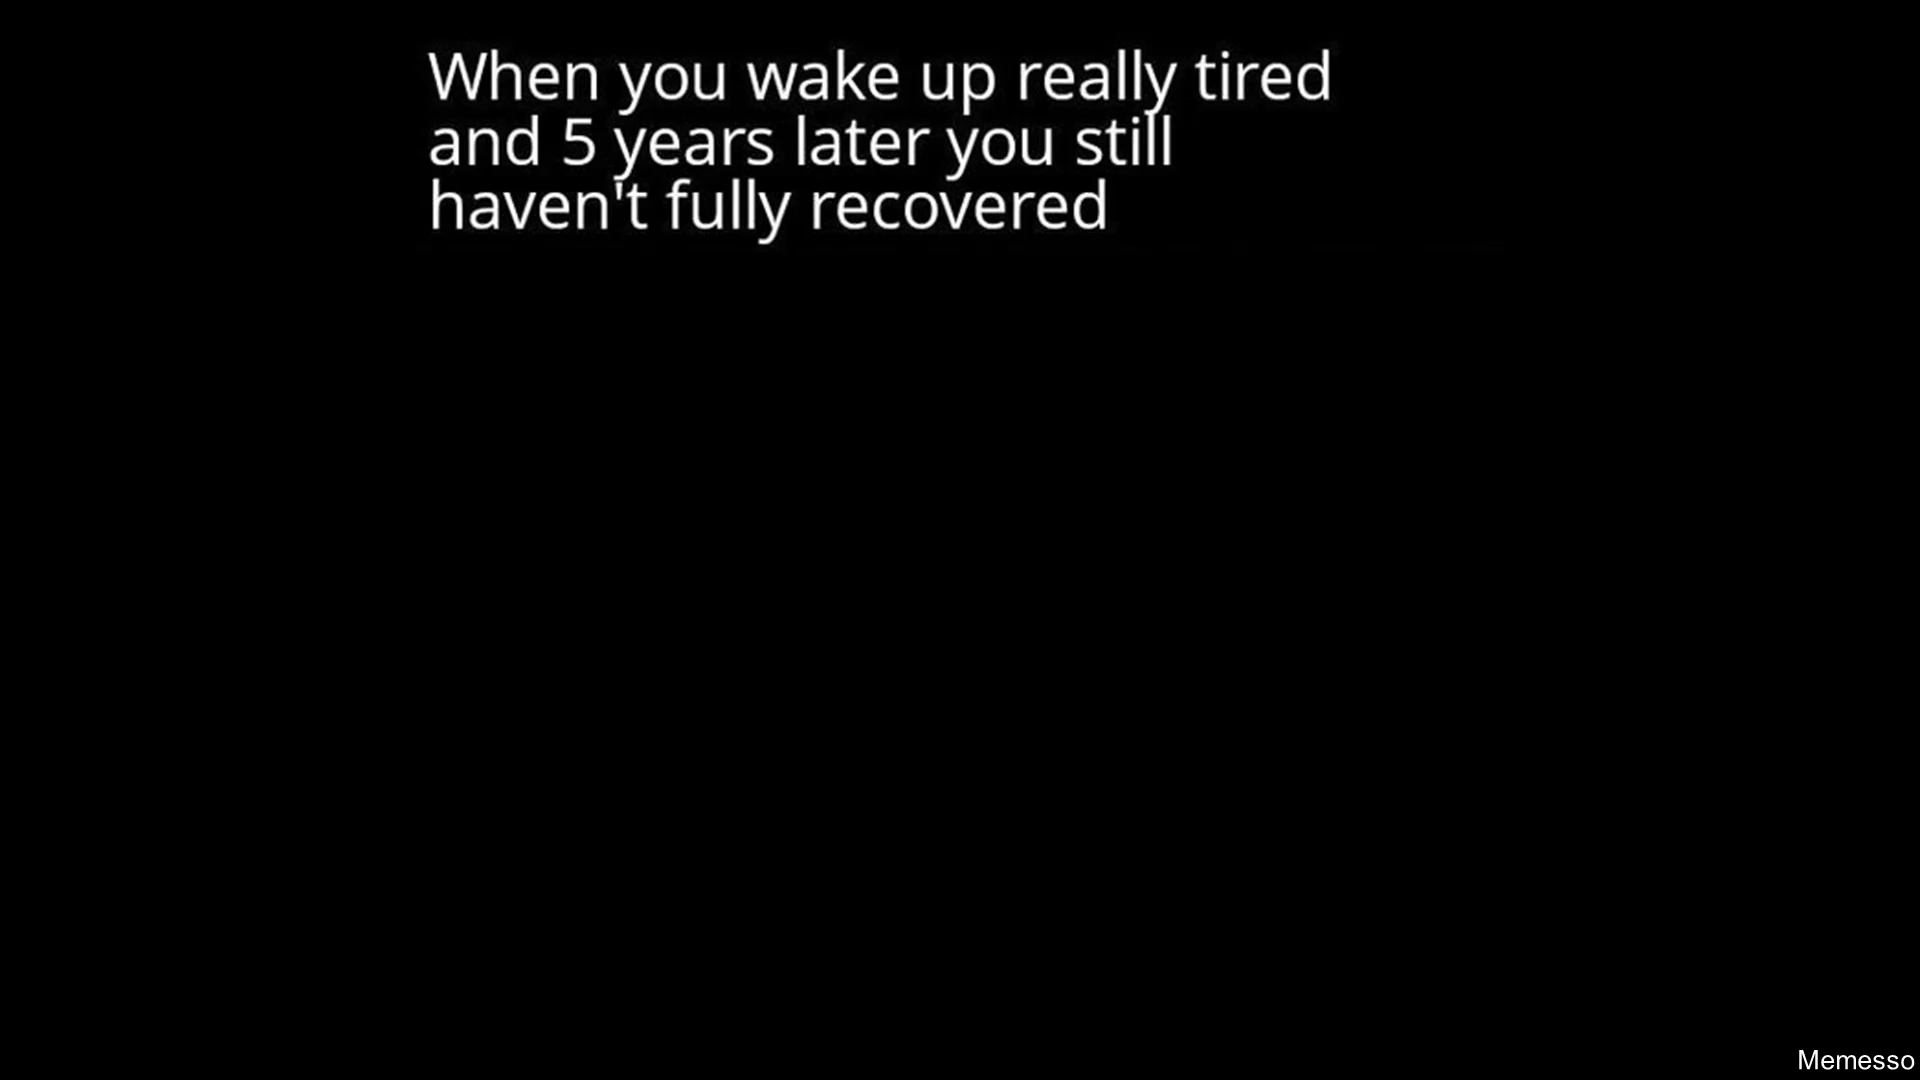 When you wake up really tired
and 5 years later you still
haven't fully recovered
Memesso